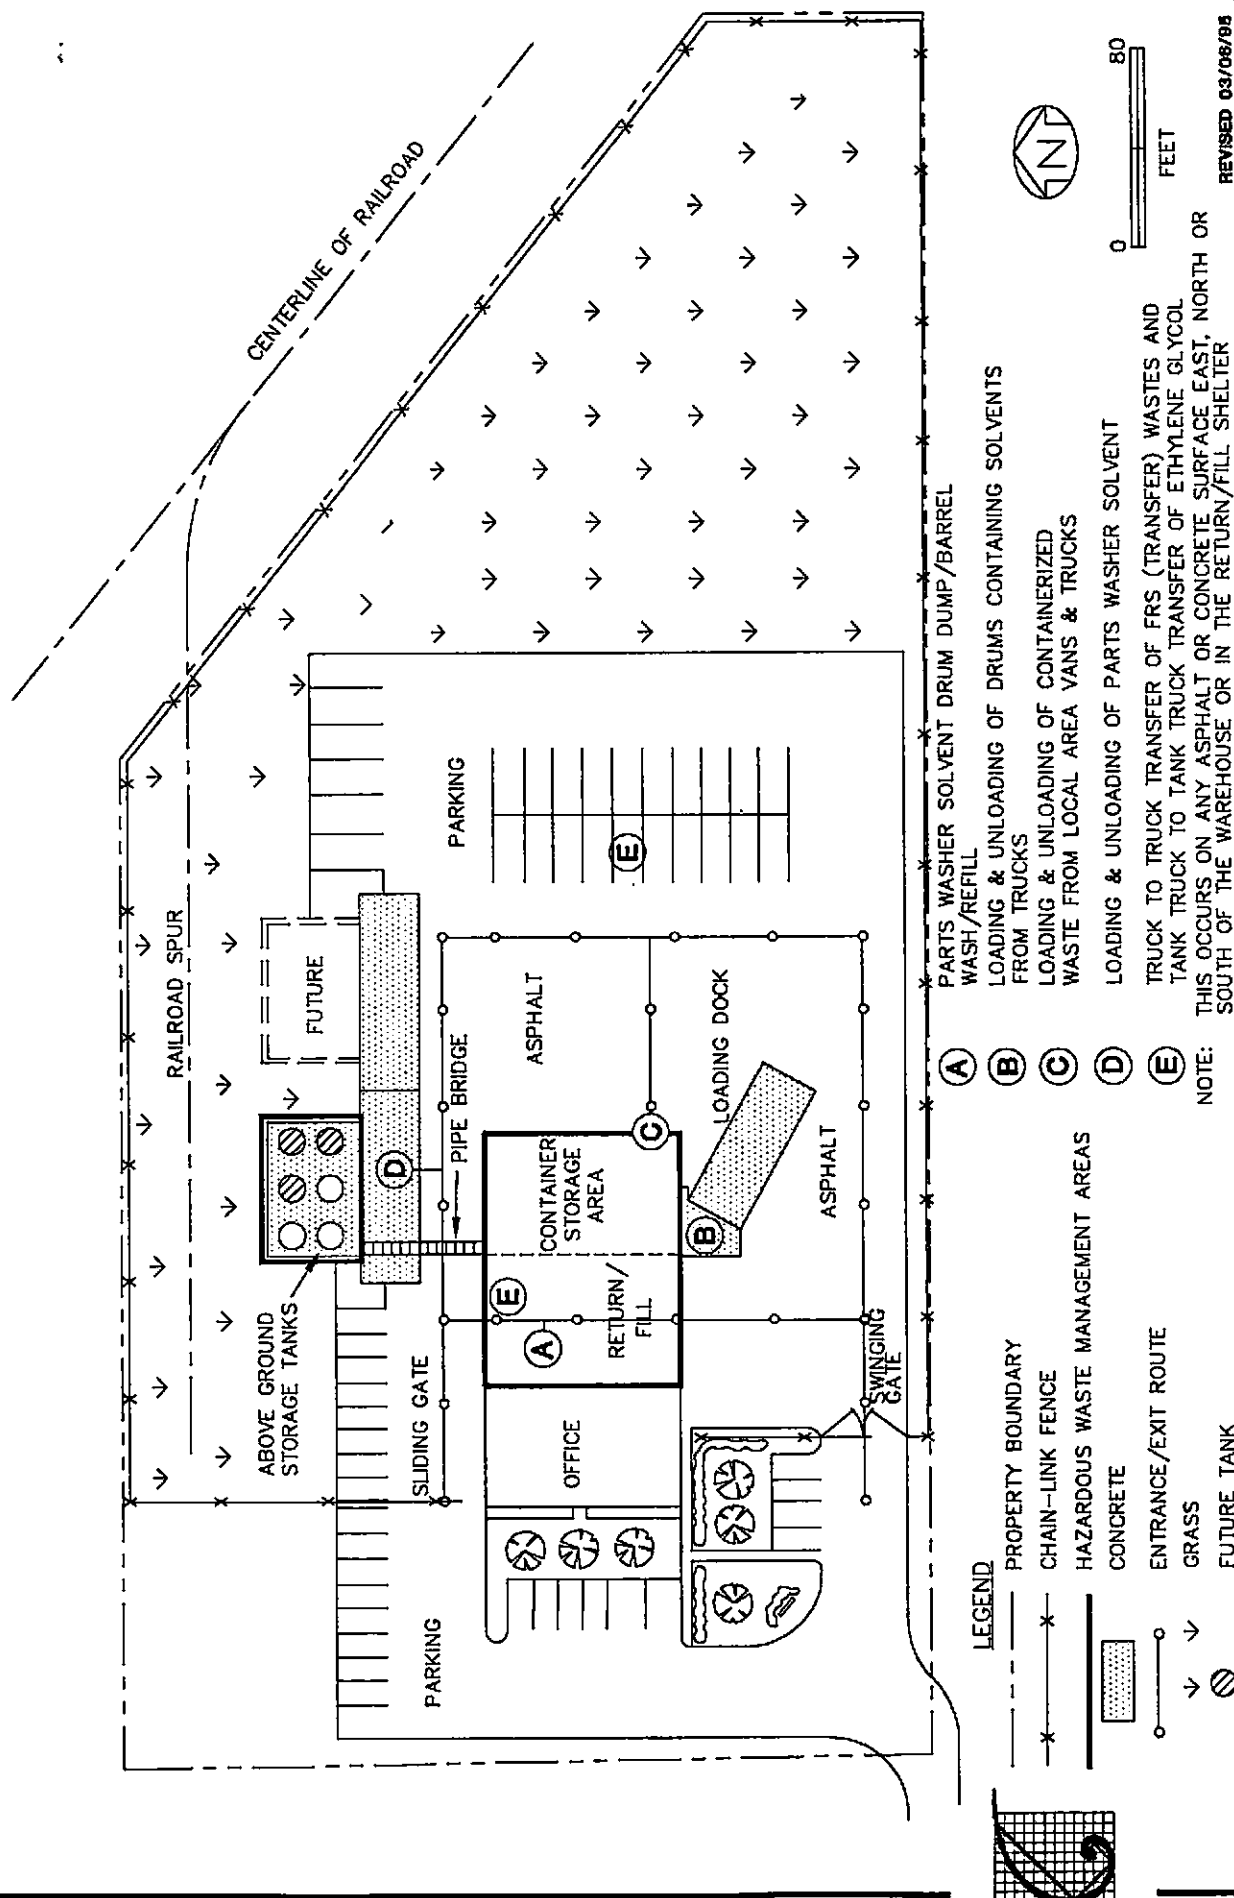 CENTERLINE OF RAILROAD
RAILROAD SPUR
FUTURE
ABOVE GROUND
STORAGE TANKS
D
PIPE BRIDGE
SLIDING GATE
PARKING
PARKING
ASPHALT
E
CONTAINER
STORAGE
AREA
E
A
RETURN/
FILL
C
OFFICE
LOADING DOCK
B
ASPHALT
SWINGING
GATE
N
0 80
FEET
LEGEND
PROPERTY BOUNDARY
CHAIN-LINK FENCE
HAZARDOUS WASTE MANAGEMENT AREAS
CONCRETE
ENTRANCE/EXIT ROUTE
GRASS
FUTURE TANK
A PARTS WASHER SOLVENT DRUM DUMP/BARREL
WASH/REFILL
B LOADING & UNLOADING OF DRUMS CONTAINING SOLVENTS
FROM TRUCKS
C LOADING & UNLOADING OF CONTAINERIZED
WASTE FROM LOCAL AREA VANS & TRUCKS
D LOADING & UNLOADING OF PARTS WASHER SOLVENT
E TRUCK TO TRUCK TRANSFER OF FRS (TRANSFER) WASTES AND
TANK TRUCK TO TANK TRUCK TRANSFER OF ETHYLENE GLYCOL
NOTE: THIS OCCURS ON ANY ASPHALT OR CONCRETE SURFACE EAST, NORTH OR
SOUTH OF THE WAREHOUSE OR IN THE RETURN/FILL SHELTER
REVISED 03/06/95